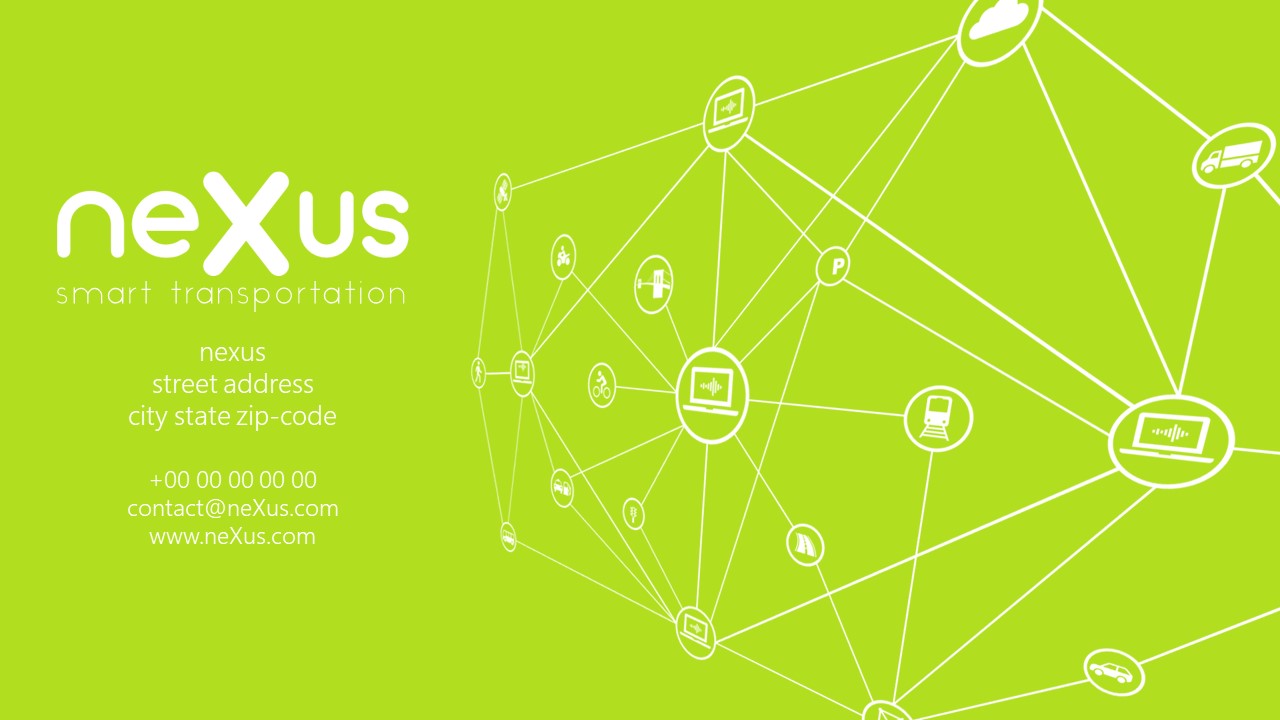 neXus
smart transportation
nexus
street address
city state zip-code
+00 00 00 00 00
contact@neXus.com
www.neXus.com
P